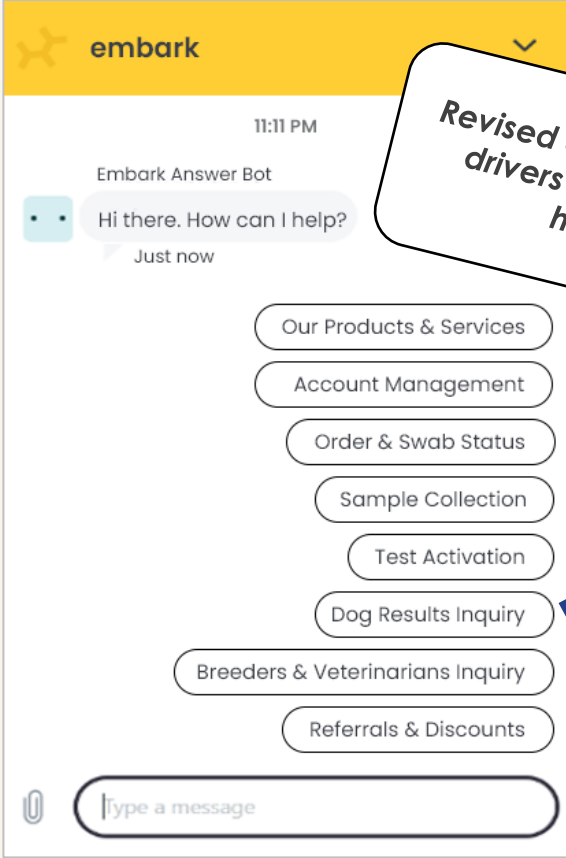 embark
11:11 PM
Revised
drivers
Embark Answer Bot
Hi there. How can I help?
Just now
Our Products & Services
Account Management
Order & Swab Status
Sample Collection
Test Activation
Dog Results Inquiry
Breeders & Veterinarians Inquiry
Referrals & Discounts
Type a message